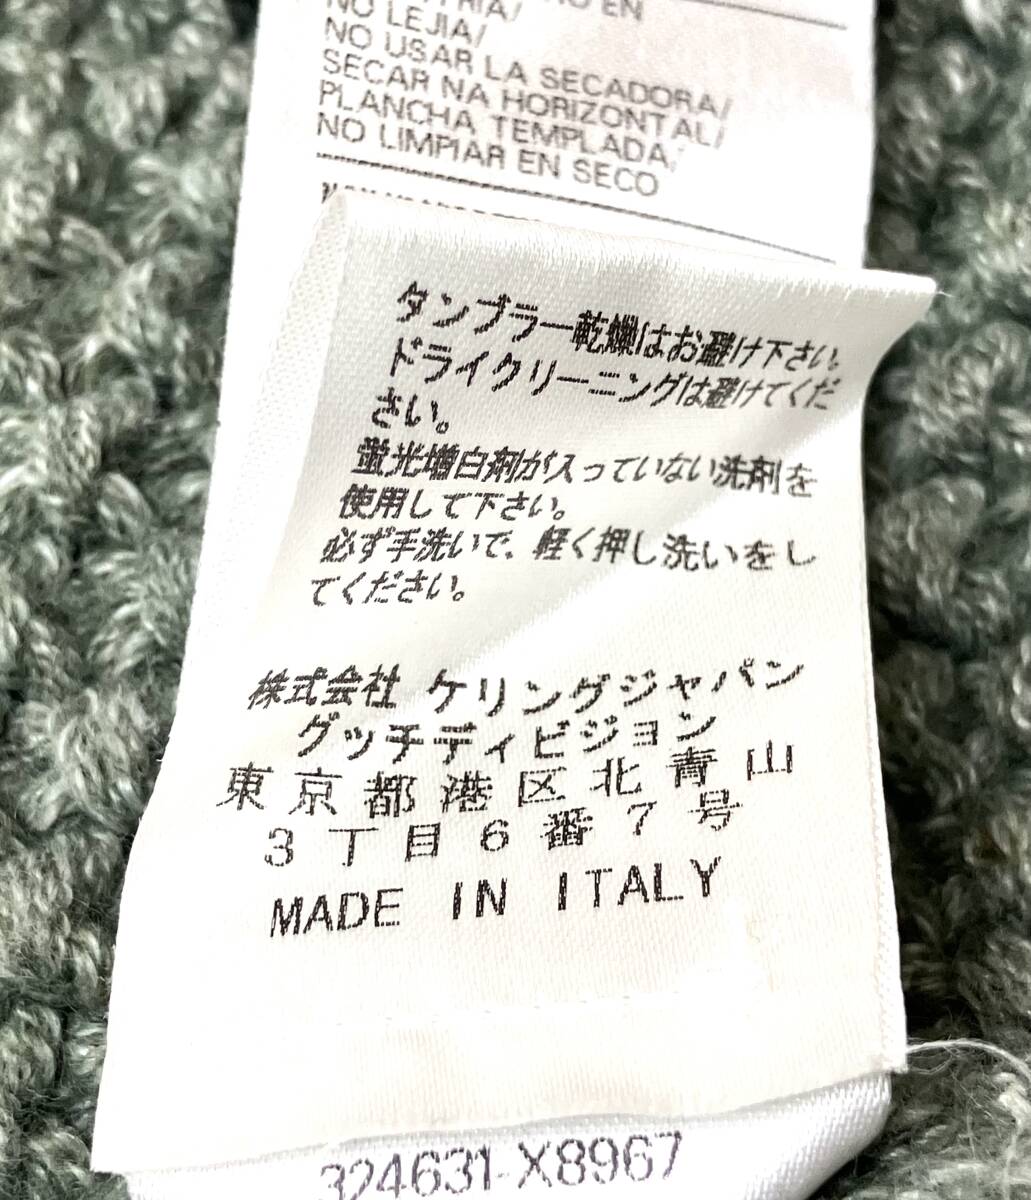 EN
NO LEJIA/
NO USAR LA SECADORA/
SECAR NA HORIZONTAL/
PLANCHA TEMPLADA/
NO LIMPIAR EN SECO
タンブラー乾燥はお避け下さい。
ドライクリーニングは避けてくだ
さい。
蛍光増白剤が入っていない洗剤を
使用して下さい。
必ず手洗いで、軽く押し洗いをし
てください。
株式会社 ケリングジャパン
グッチディビジョン
東京都港区北青山
3丁目6番7号
MADE IN ITALY
324631-X8967